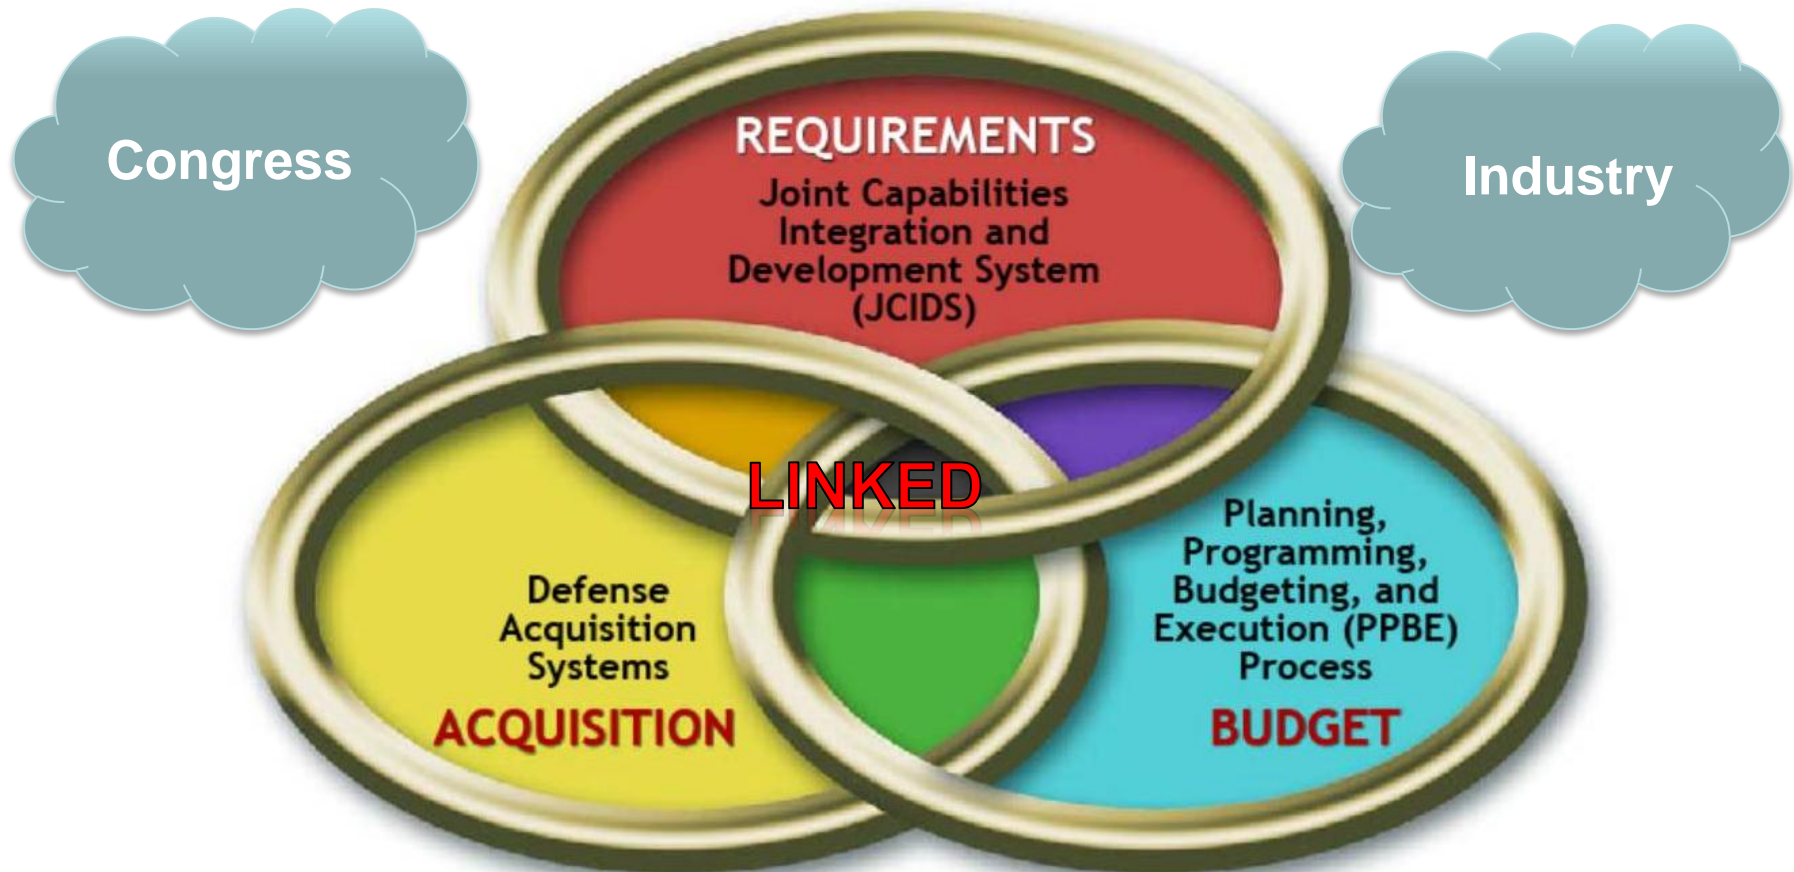 Congress
Industry
REQUIREMENTS
Joint Capabilities
Integration and
Development System
(JCIDS)
LINKED
Defense
Acquisition
Systems
ACQUISITION
Planning,
Programming,
Budgeting, and
Execution (PPBE)
Process
BUDGET